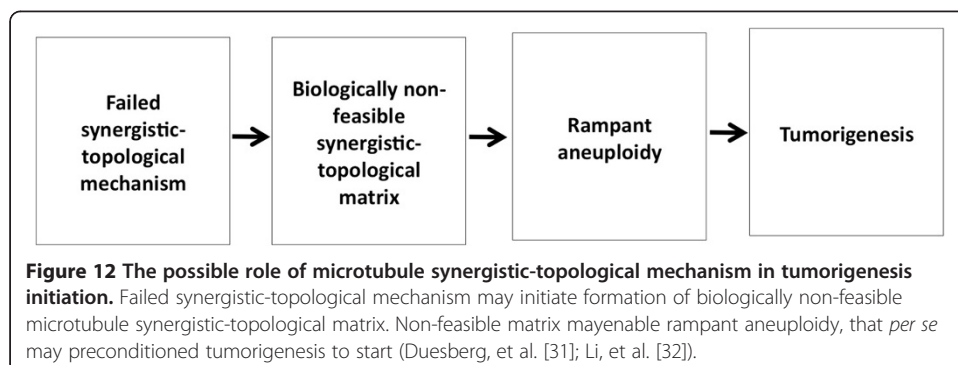 Failed
synergistic-
topological
mechanism
Biologically non-
feasible
synergistic-
topological
matrix
Rampant
aneuploidy
Tumorigenesis
Figure 12 The possible role of microtubule synergistic-topological mechanism in tumorigenesis
initiation. Failed synergistic-topological mechanism may initiate formation of biologically non-feasible
microtubule synergistic-topological matrix. Non-feasible matrix mayenable rampant aneuploidy, that per se
may preconditioned tumorigenesis to start (Duesberg, et al. [31]; Li, et al. [32]).